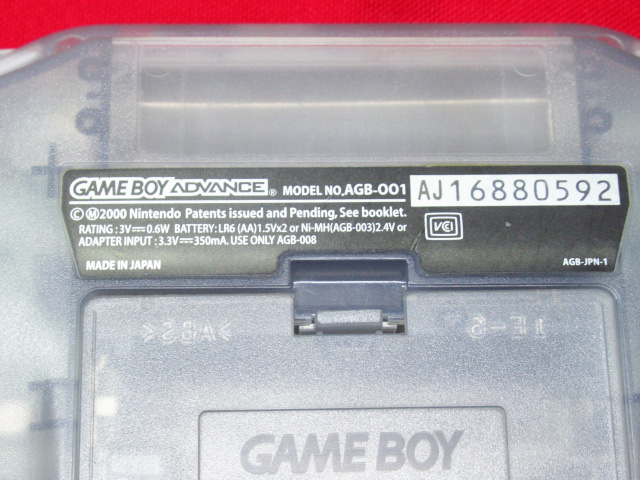 GAME BOY ADVANCE® MODEL NO.AGB-001 AJ16880592
©Ⓜ2000 Nintendo Patents issued and Pending, See booklet.
RATING : 3V⎓0.6W BATTERY: LR6 (AA)1.5Vx2 or Ni-MH(AGB-003)2.4V or
ADAPTER INPUT : 3.3V⎓350mA. USE ONLY AGB-008
VCI
MADE IN JAPAN AGB-JPN-1
>ABS<
GAME BOY